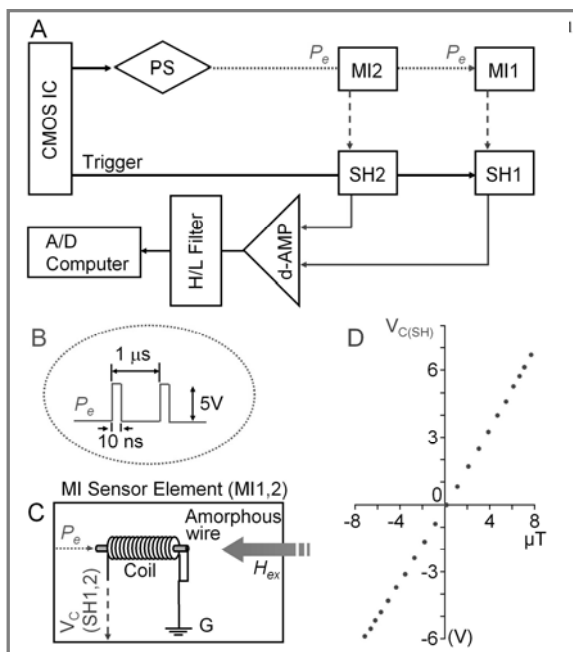 A
CMOS IC
PS
Pe
MI2
Pe
MI1
Trigger
SH2
SH1
A/D
Computer
H/L Filter
d-AMP
B
1 μs
Pe
5V
10 ns
MI Sensor Element (MI1,2)
C
Pe
Amorphous
wire
Coil
Hex
VC
(SH1,2)
G
VC(SH)
D
6
3
0
-8 -4 0 4 8
μT
-3
-6 (V)